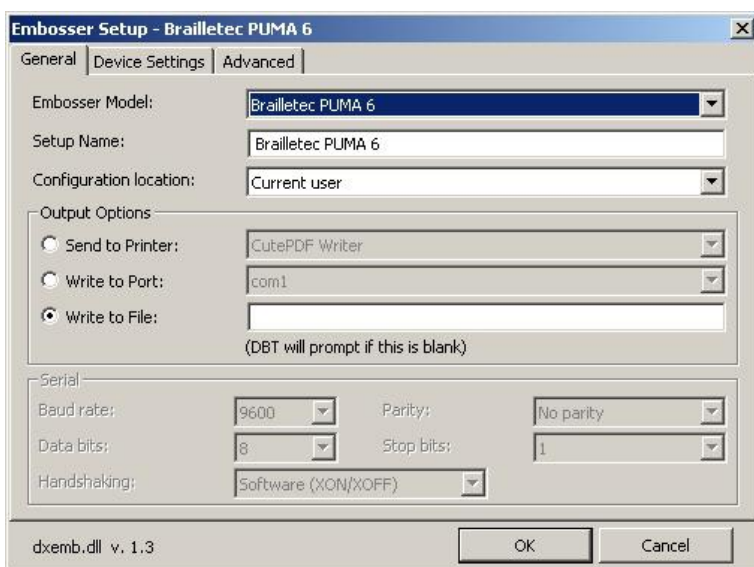 Embosser Setup - Brailletec PUMA 6
General Device Settings Advanced
Embosser Model: Brailletec PUMA 6
Setup Name: Brailletec PUMA 6
Configuration location: Current user
Output Options
Send to Printer: CutePDF Writer
Write to Port: com1
Write to File:
(DBT will prompt if this is blank)
Serial
Baud rate: 9600 Parity: No parity
Data bits: 8 Stop bits: 1
Handshaking: Software (XON/XOFF)
dxemb.dll v. 1.3 OK Cancel